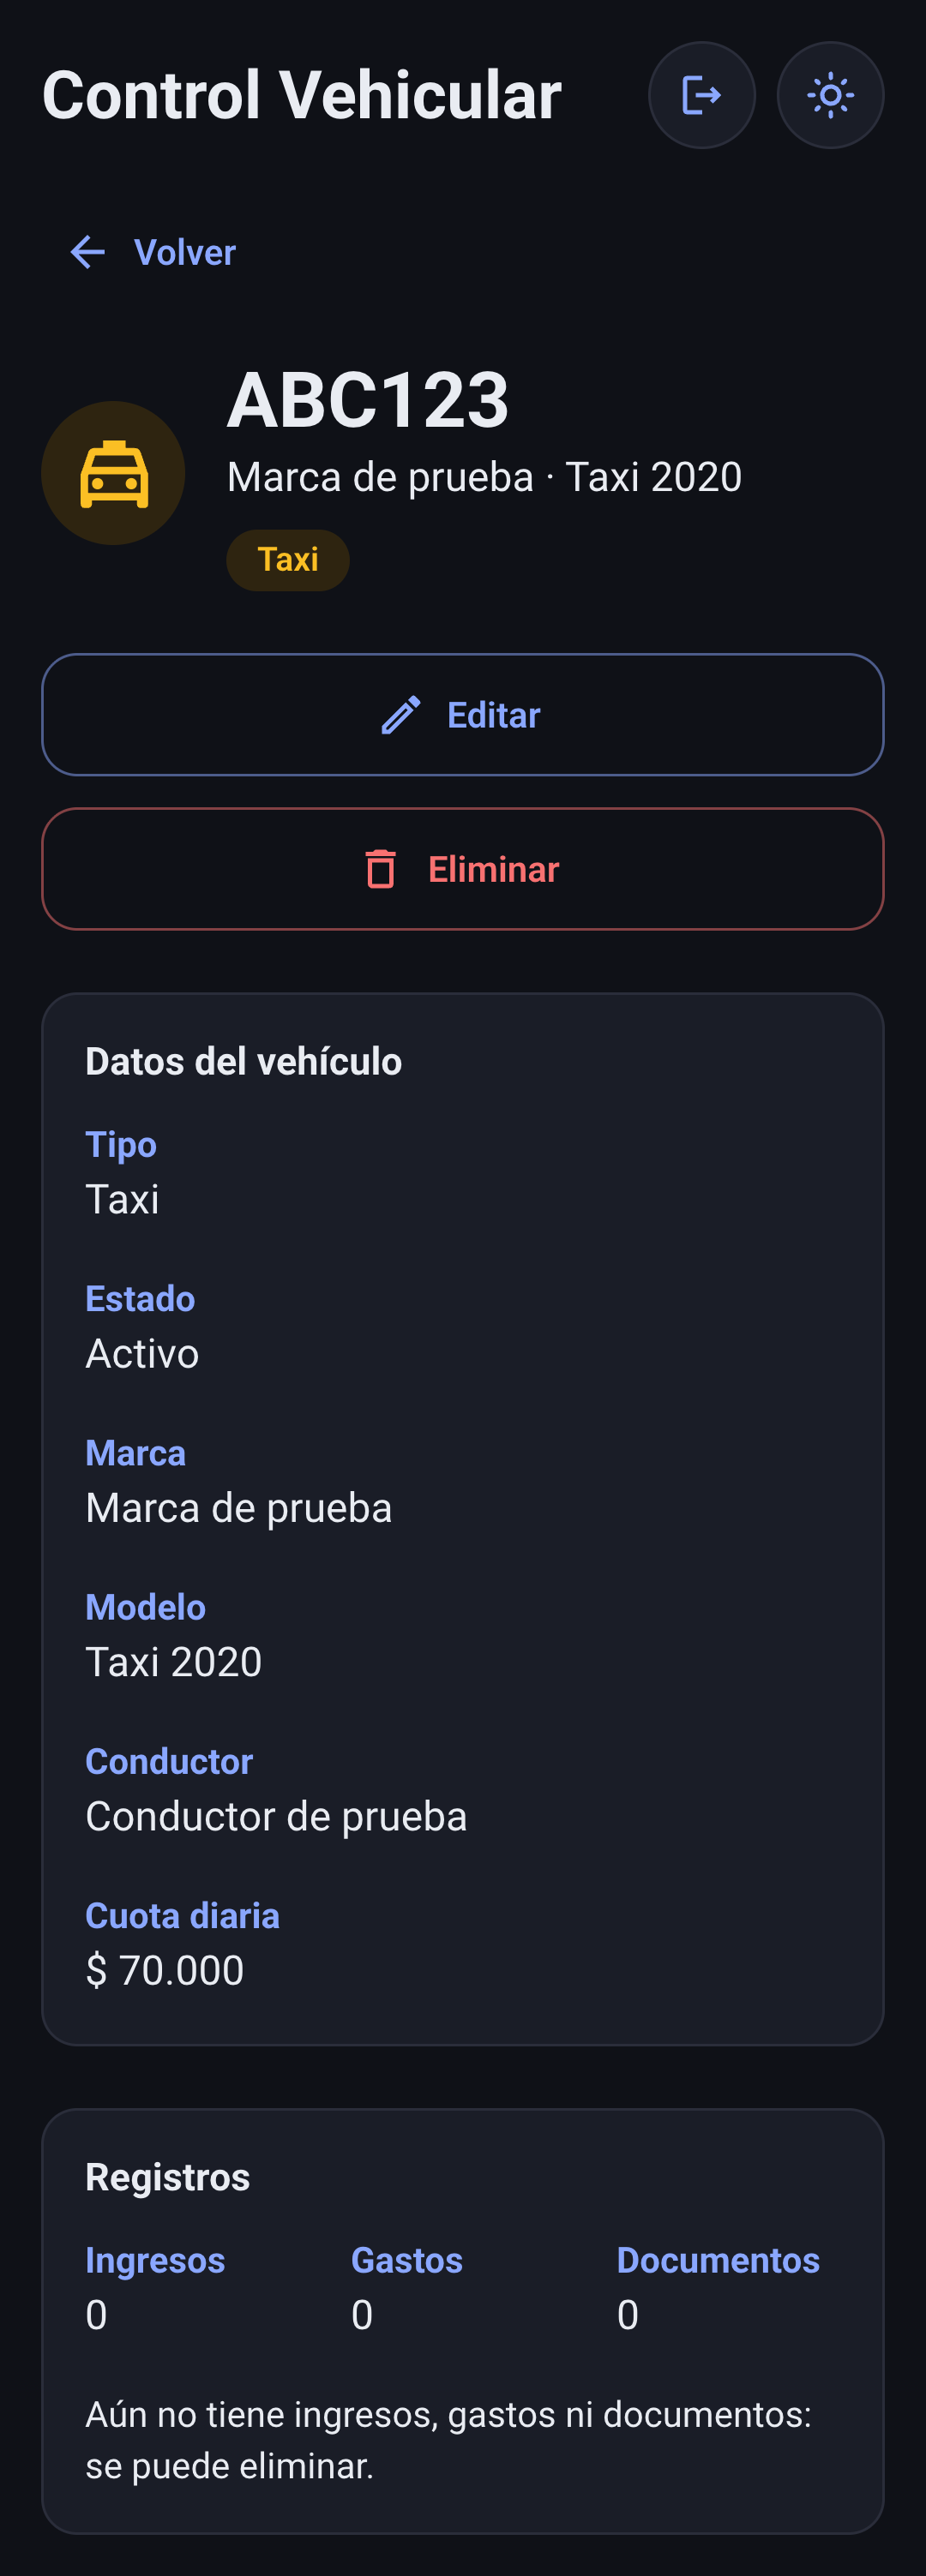 Control Vehicular
Volver
ABC123
Marca de prueba · Taxi 2020
Taxi
Editar
Eliminar
Datos del vehículo
Tipo
Taxi
Estado
Activo
Marca
Marca de prueba
Modelo
Taxi 2020
Conductor
Conductor de prueba
Cuota diaria
$ 70.000
Registros
Ingresos Gastos Documentos
0 0 0
Aún no tiene ingresos, gastos ni documentos:
se puede eliminar.